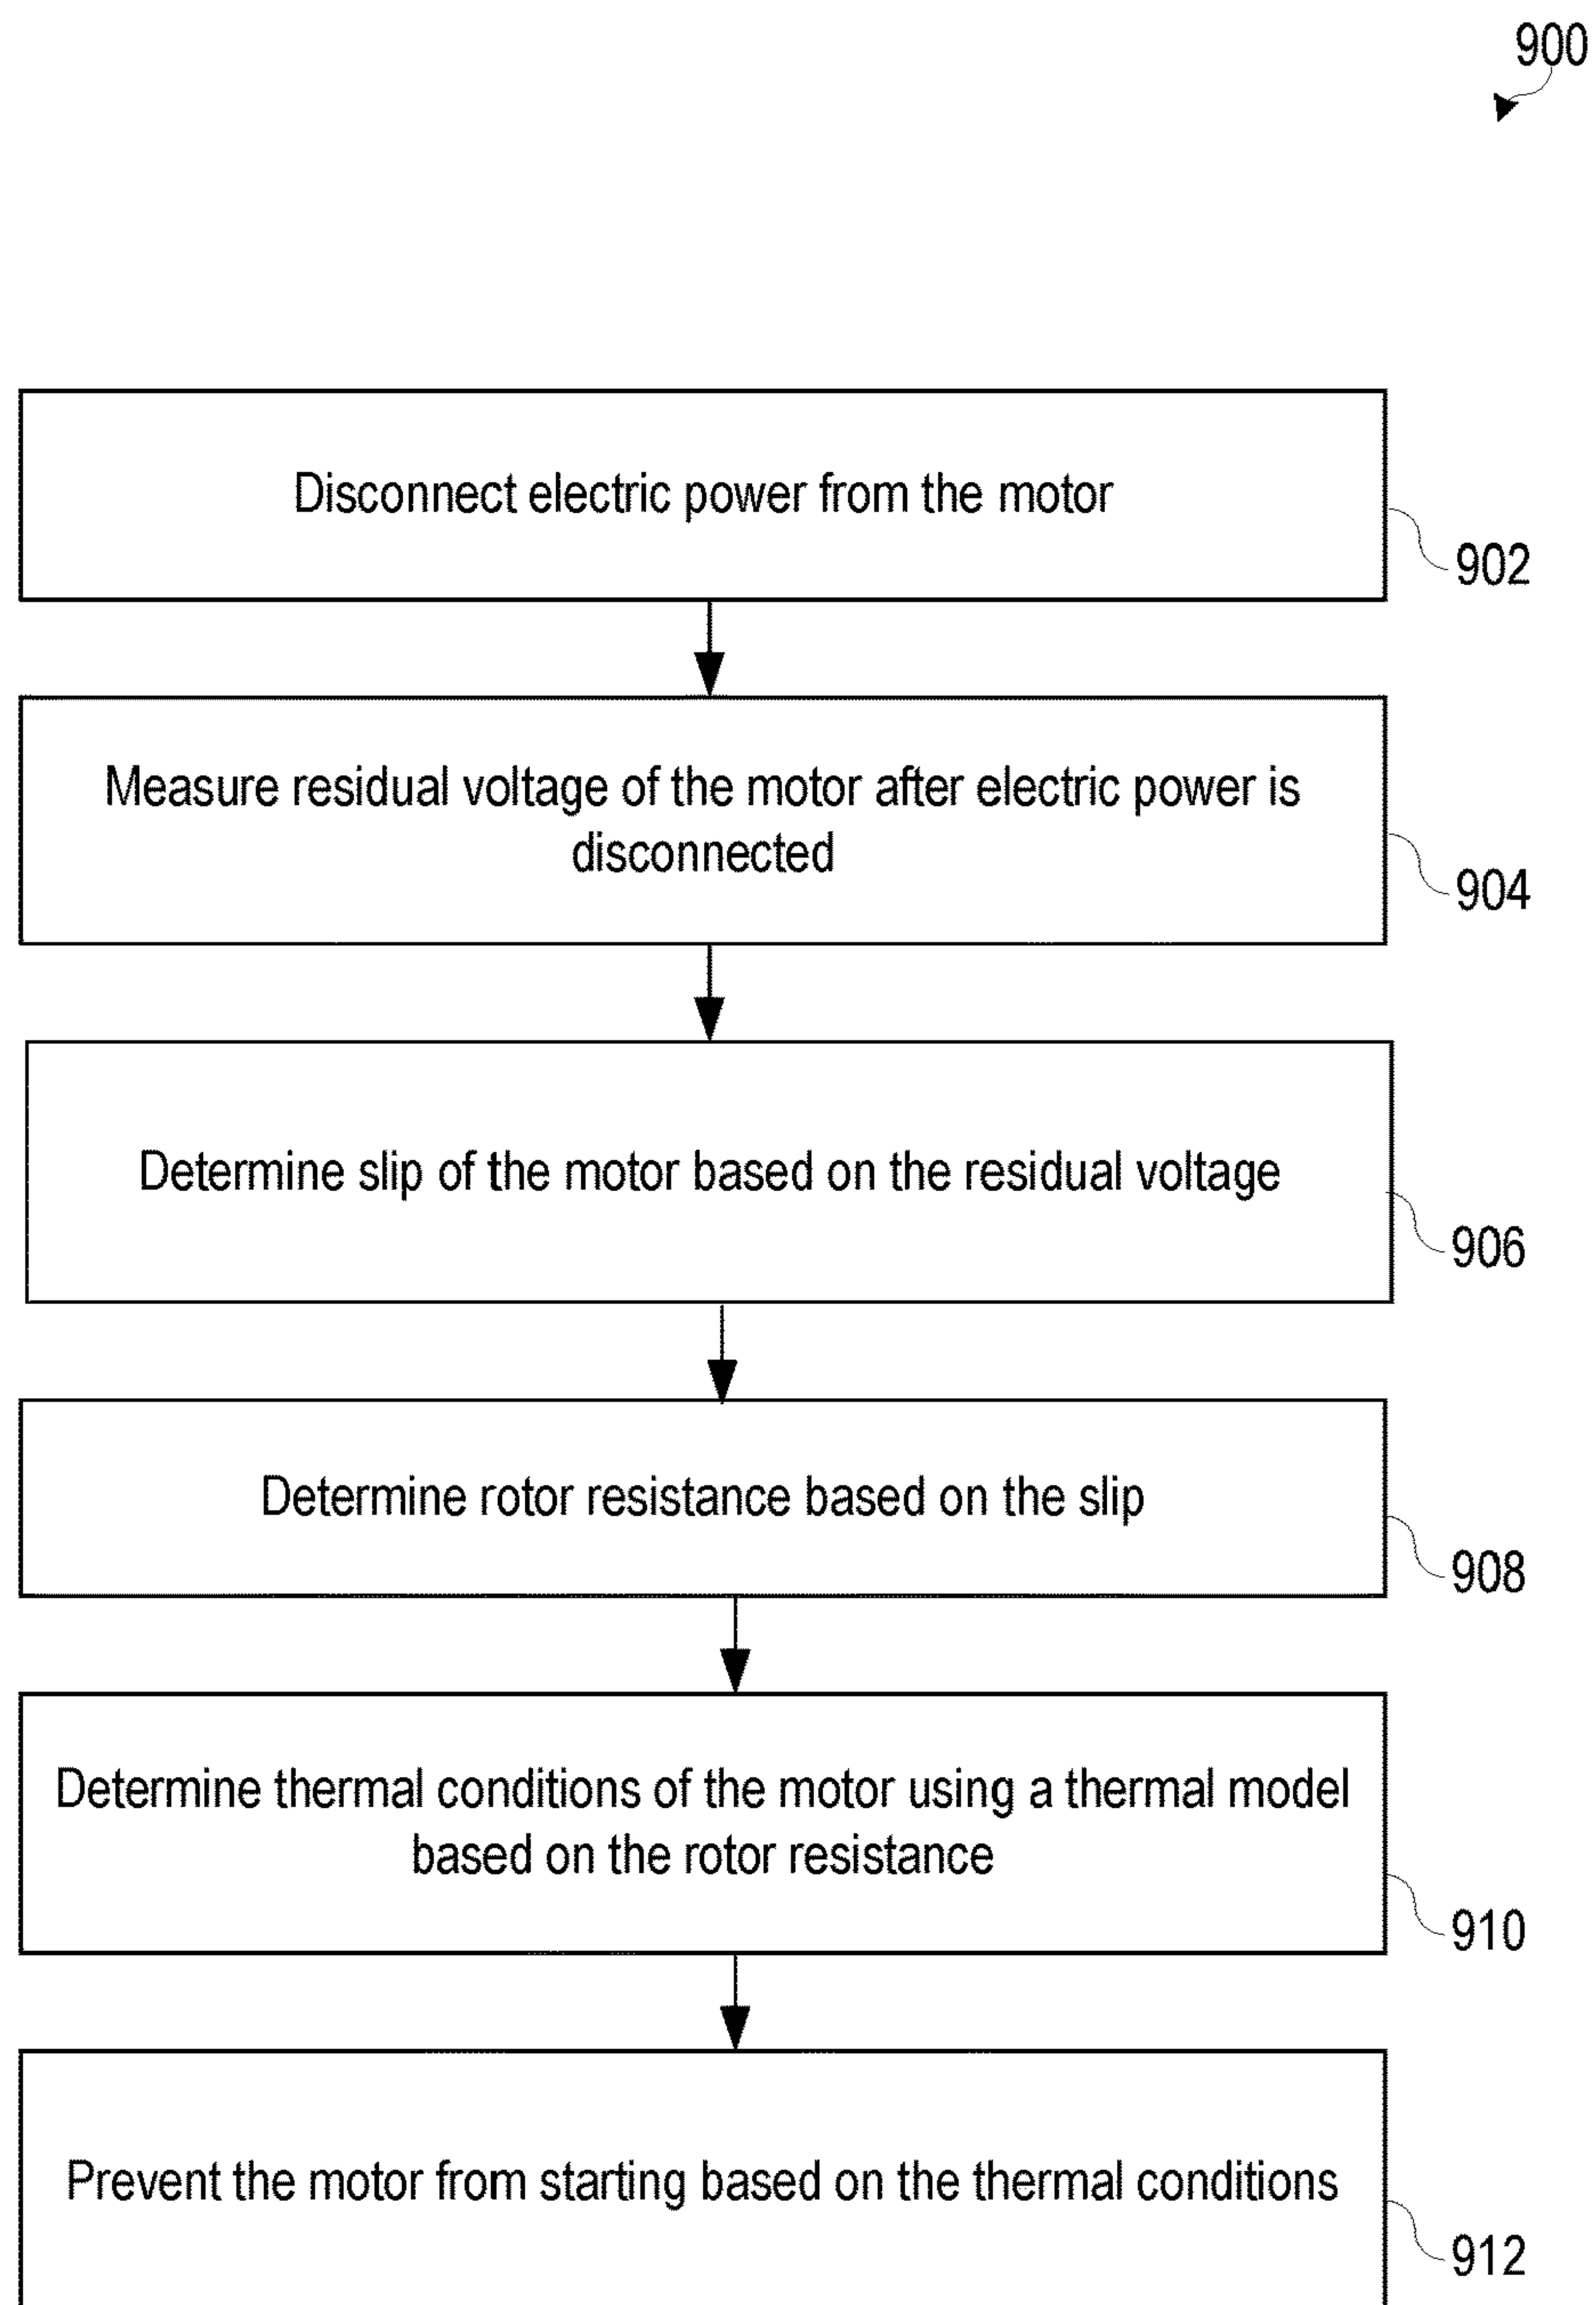 900
Disconnect electric power from the motor
902
Measure residual voltage of the motor after electric power is
disconnected
904
Determine slip of the motor based on the residual voltage
906
Determine rotor resistance based on the slip
908
Determine thermal conditions of the motor using a thermal model
based on the rotor resistance
910
Prevent the motor from starting based on the thermal conditions
912